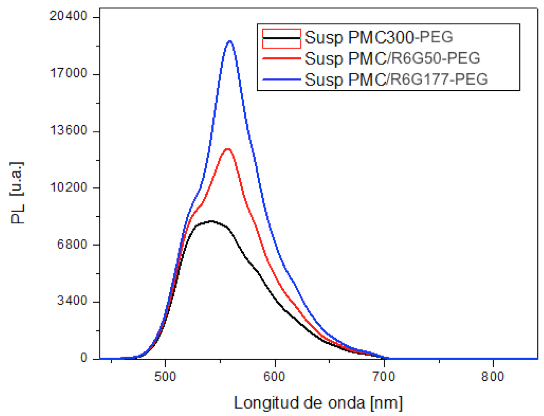 20400
17000
13600
10200
6800
3400
0
PL [u.a.]
Susp PMC300-PEG
Susp PMC/R6G50-PEG
Susp PMC/R6G177-PEG
500 600 700 800
Longitud de onda [nm]